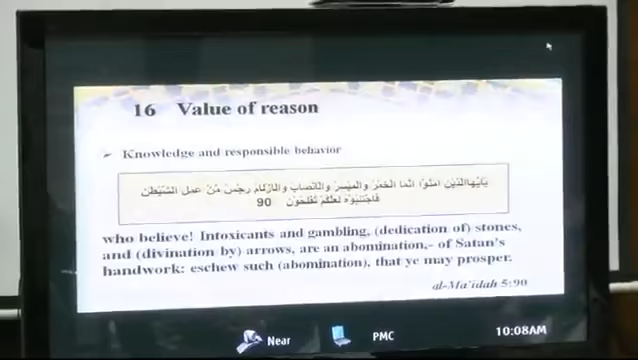 16 Value of reason
Knowledge and responsible behavior
يَأَيُّهَا الَّذِينَ آمَنُوا انَّمَا الْخَمْرُ وَالْمَيْسِرُ وَالْأَنْصَابُ وَالْأَزْلَامُ رِجْسٌ مِّنْ عَمَلِ الشَّيْطَٰنِ
فَاجْتَنِبُوهُ لَعَلَّكُمْ تُفْلِحُونَ 90
who believe! Intoxicants and gambling, (dedication of) stones,
and (divination by) arrows, are an abomination,- of Satan's
handwork: eschew such (abomination), that ye may prosper.
al-Ma'idah 5:90
Near PMC 10:08AM